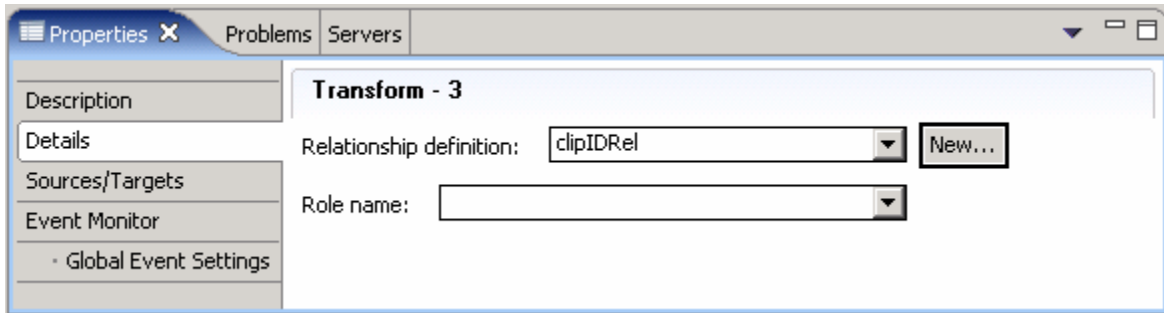 Properties Problems Servers
Transform - 3
Description
Details
Relationship definition: clipIDRel New...
Sources/Targets
Role name:
Event Monitor
Global Event Settings